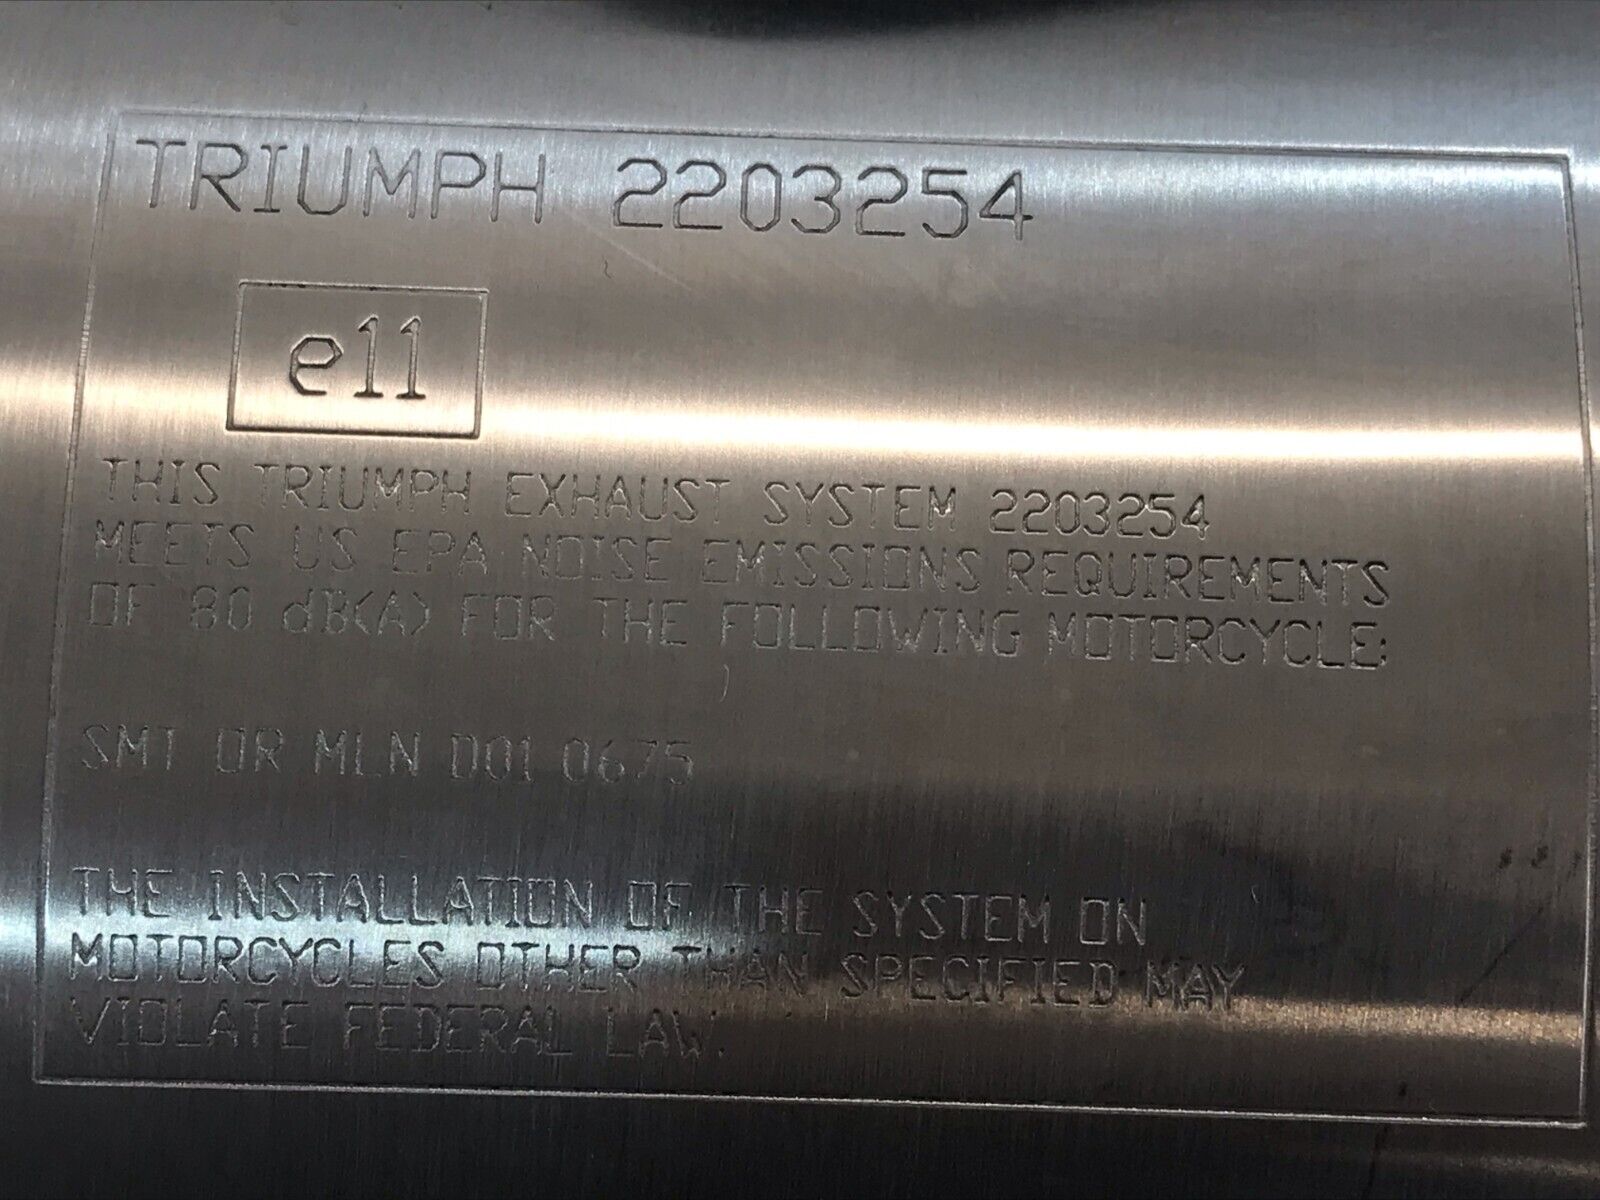 TRIUMPH 2203254
e11
THIS TRIUMPH EXHAUST SYSTEM 2203254
MEETS US EPA NOISE EMISSIONS REQUIREMENTS
OF 80 dB(A) FOR THE FOLLOWING MOTORCYCLE:
SMT OR MLN D01 0675
THE INSTALLATION OF THE SYSTEM ON
MOTORCYCLES OTHER THAN SPECIFIED MAY
VIOLATE FEDERAL LAW.